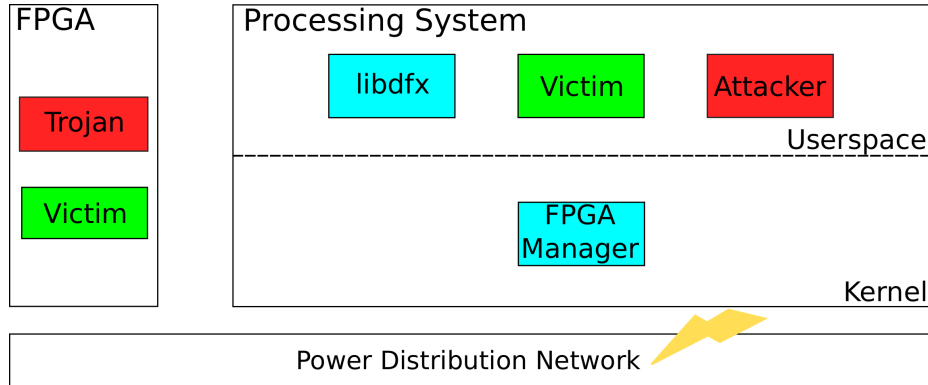 FPGA
Trojan
Victim
Processing System
libdfx
Victim
Attacker
Userspace
FPGA
Manager
Kernel
Power Distribution Network